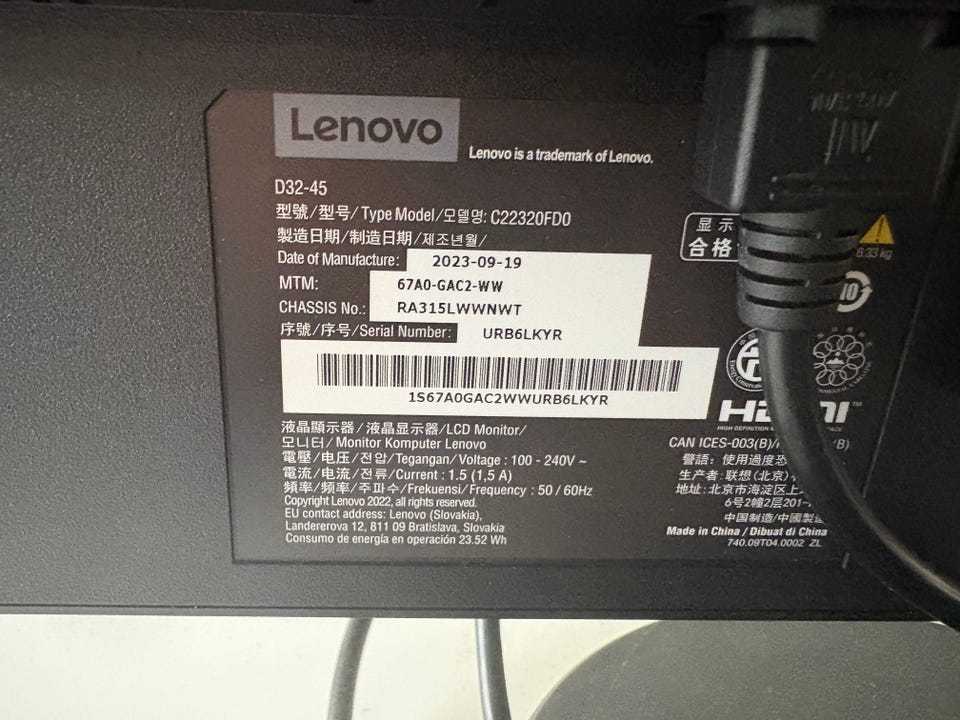 Lenovo
Lenovo is a trademark of Lenovo.
D32-45
型號/型号/Type Model/모델명: C22320FD0
製造日期/制造日期/제조년월/
Date of Manufacture: 2023-09-19
MTM: 67A0-GAC2-WW
CHASSIS No.: RA315LWWNWT
序號/序号/Serial Number: URB6LKYR
1S67A0GAC2WWURB6LKYR
液晶顯示器/液晶显示器/LCD Monitor/
모니터/Monitor Komputer Lenovo
電壓/电压/전압/Tegangan/Voltage : 100 - 240V ~
電流/电流/전류/Current : 1.5 (1,5 A)
頻率/频率/주파수/Frekuensi/Frequency : 50 / 60Hz
Copyright Lenovo 2022, all rights reserved.
EU contact address: Lenovo (Slovakia),
Landererova 12, 811 09 Bratislava, Slovakia
Consumo de energía en operación 23.52 Wh
显示
合格
6.33 kg
10
HDMI™
HIGH DEFINITION
CAN ICES-003(B)/ (B)
警語: 使用過度
生产者: 联想(北京)
地址: 北京市海淀区上
6号2幢2层201-
中国制造/中國製造
Made in China / Dibuat di China
740.09T04.0002 ZL